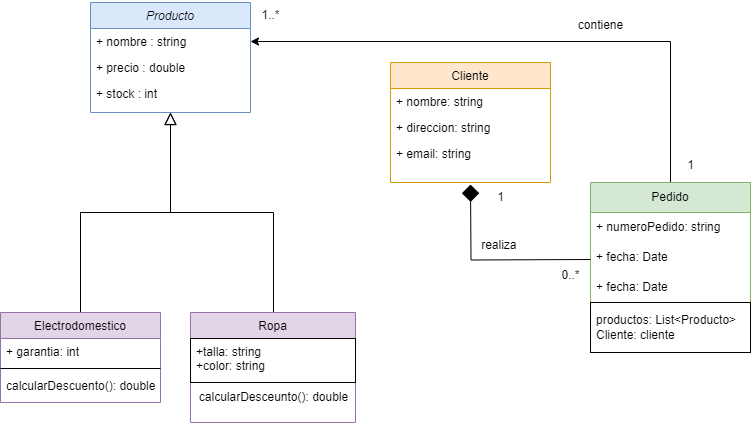 Producto
+ nombre : string
+ precio : double
+ stock : int
1..*
contiene
1
Cliente
+ nombre: string
+ direccion: string
+ email: string
1
realiza
0..*
Pedido
+ numeroPedido: string
+ fecha: Date
+ fecha: Date
productos: List<Producto>
Cliente: cliente
Electrodomestico
+ garantia: int
calcularDescuento(): double
Ropa
+talla: string
+color: string
calcularDesceunto(): double